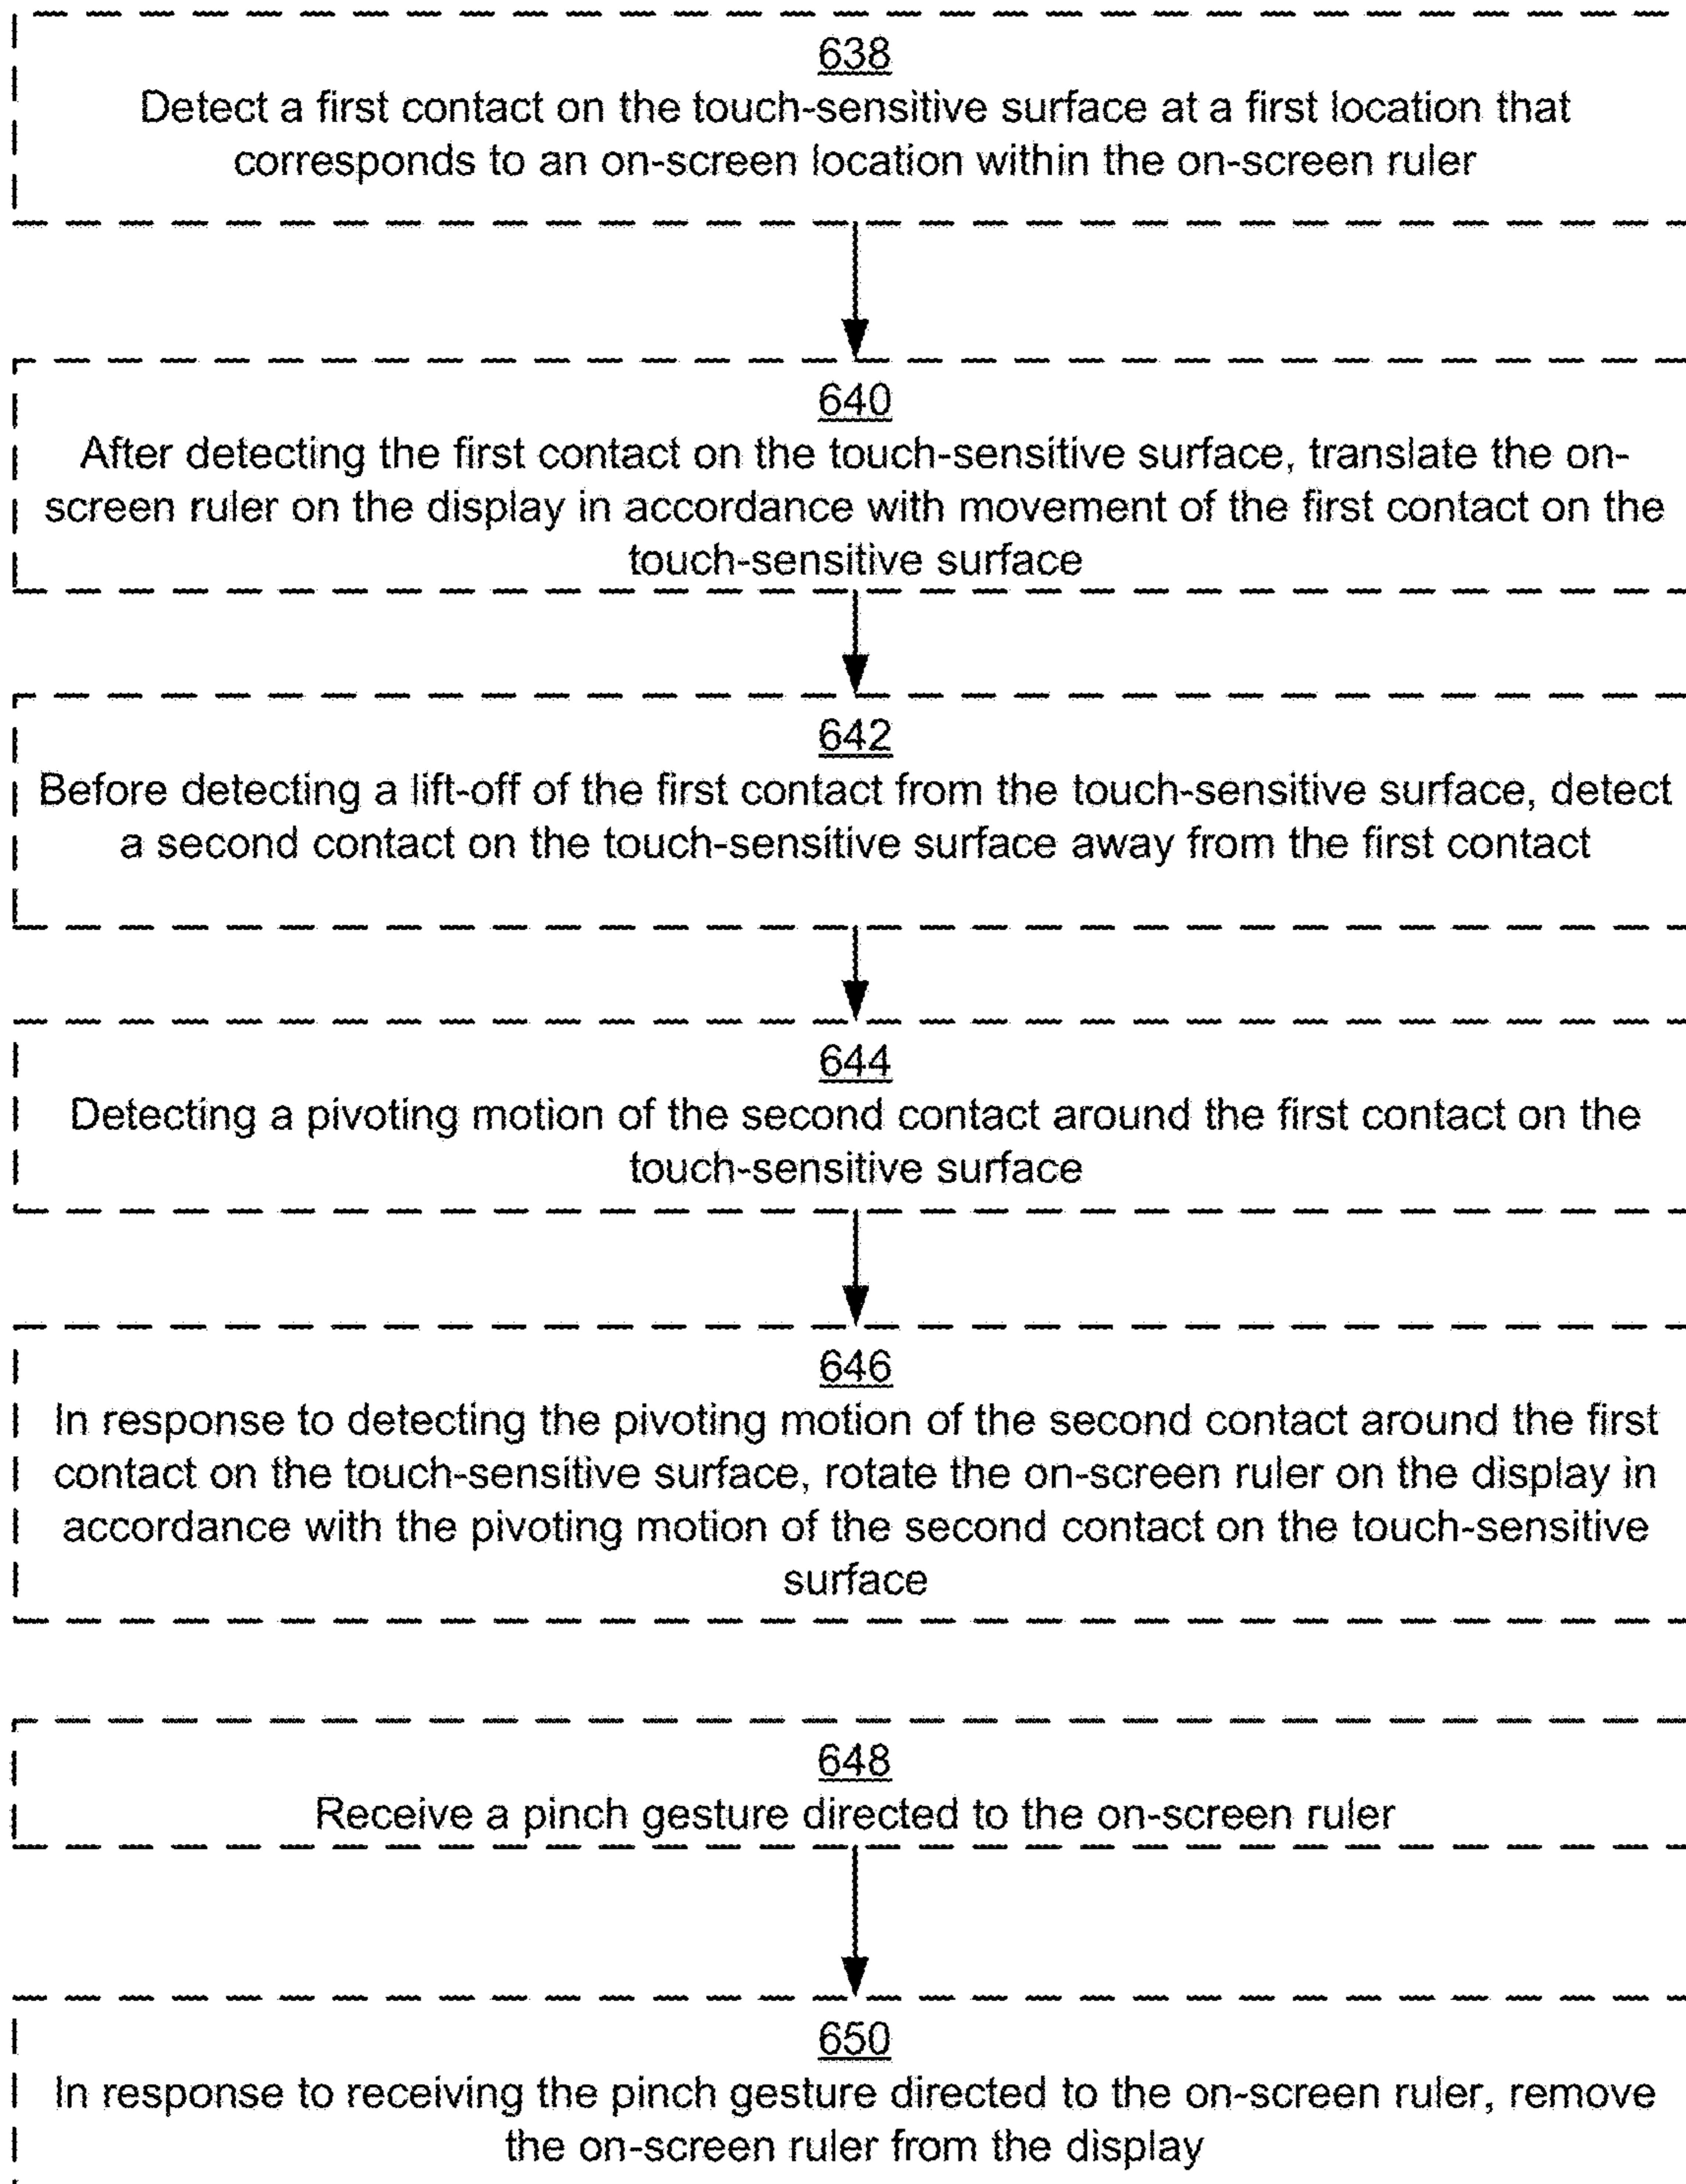 638
Detect a first contact on the touch-sensitive surface at a first location that
corresponds to an on-screen location within the on-screen ruler
640
After detecting the first contact on the touch-sensitive surface, translate the on-
screen ruler on the display in accordance with movement of the first contact on the
touch-sensitive surface
642
Before detecting a lift-off of the first contact from the touch-sensitive surface, detect
a second contact on the touch-sensitive surface away from the first contact
644
Detecting a pivoting motion of the second contact around the first contact on the
touch-sensitive surface
646
In response to detecting the pivoting motion of the second contact around the first
contact on the touch-sensitive surface, rotate the on-screen ruler on the display in
accordance with the pivoting motion of the second contact on the touch-sensitive
surface
648
Receive a pinch gesture directed to the on-screen ruler
650
In response to receiving the pinch gesture directed to the on-screen ruler, remove
the on-screen ruler from the display